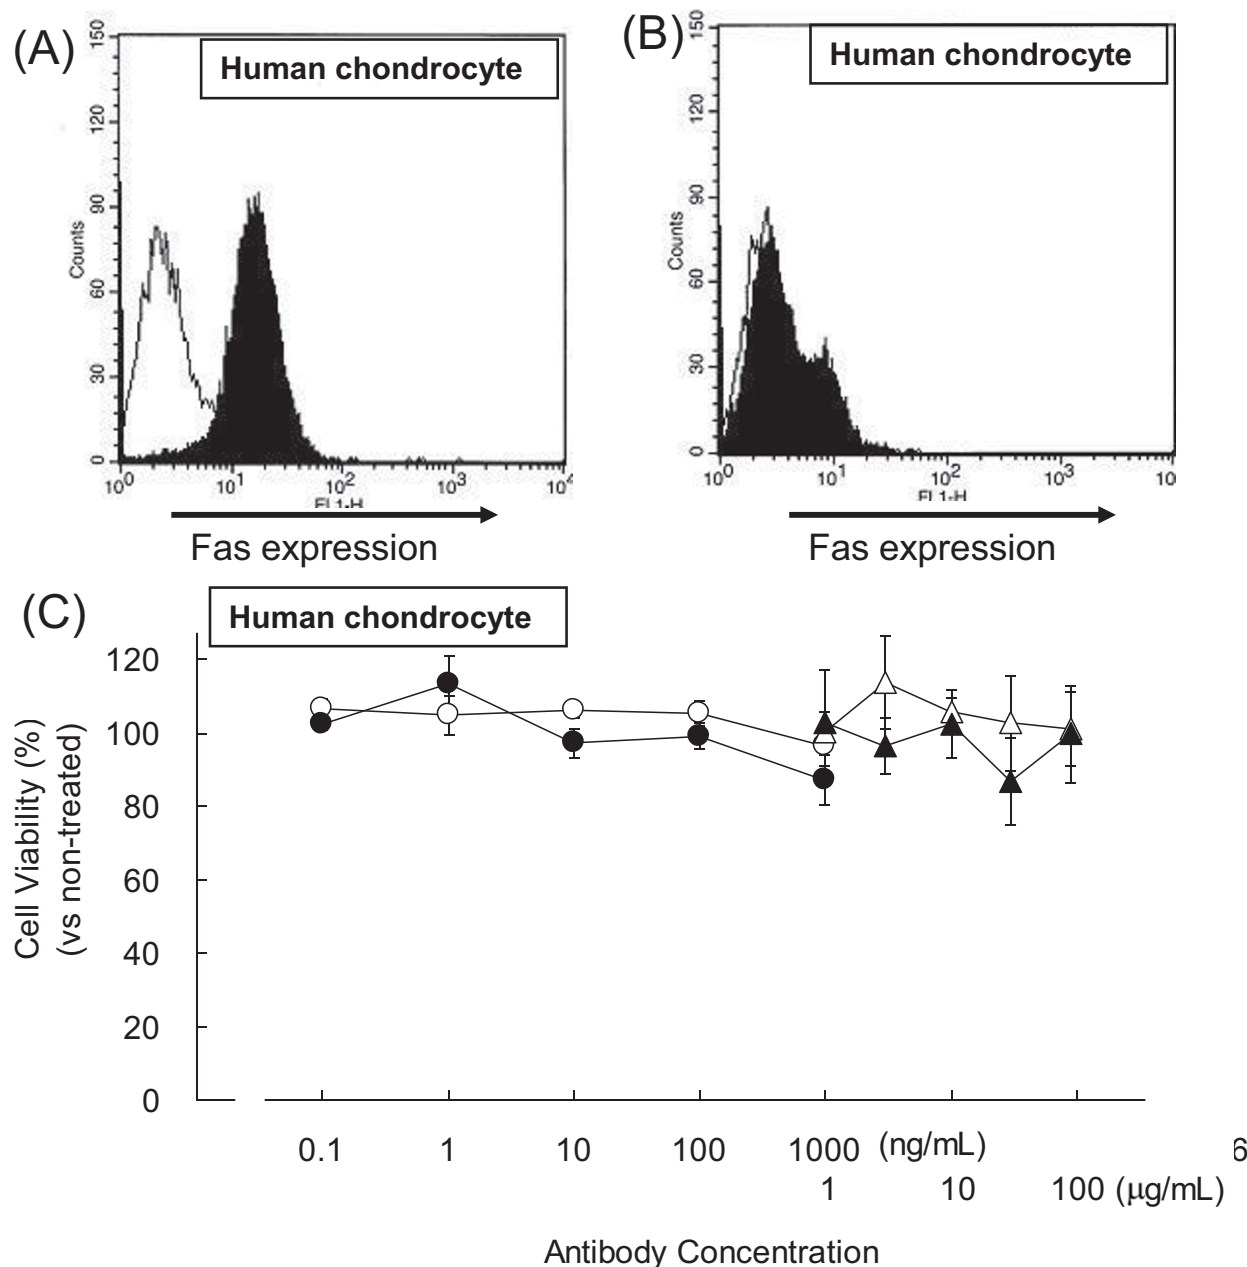 (A)
Human chondrocyte
150
120
90
60
30
0
Counts
10^0 10^1 10^2 10^3 10^4
FL1-H
Fas expression
(B)
Human chondrocyte
150
120
90
60
30
0
Counts
10^0 10^1 10^2 10^3 10
FL1-H
Fas expression
(C)
Human chondrocyte
120
100
80
60
40
20
0
Cell Viability (%)
(vs non-treated)
0.1 1 10 100 1000 (ng/mL)
1 10 100 (μg/mL)
6
Antibody Concentration